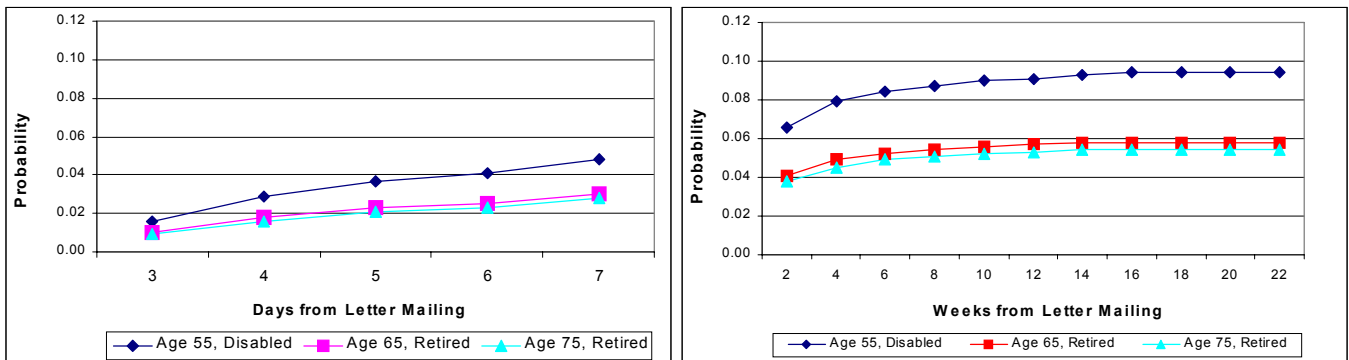 0.12
0.10
0.08
0.06
0.04
0.02
0.00
Probability
3 4 5 6 7
Days from Letter Mailing
Age 55, Disabled Age 65, Retired Age 75, Retired
0.12
0.10
0.08
0.06
0.04
0.02
0.00
Probability
2 4 6 8 10 12 14 16 18 20 22
Weeks from Letter Mailing
Age 55, Disabled Age 65, Retired Age 75, Retired